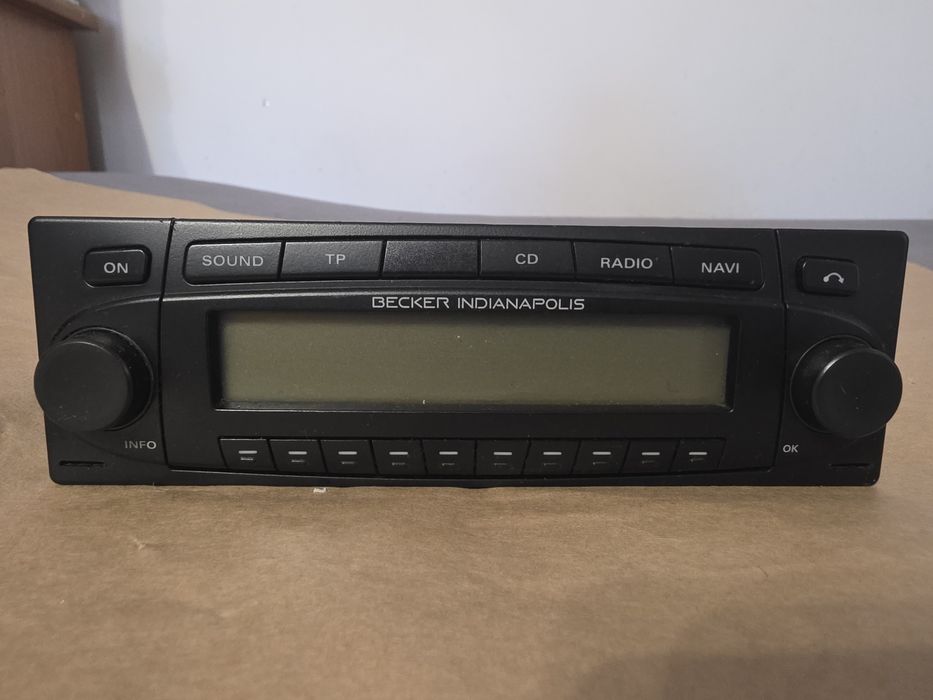 ON
SOUND
TP
CD
RADIO
NAVI
BECKER INDIANAPOLIS
INFO
OK